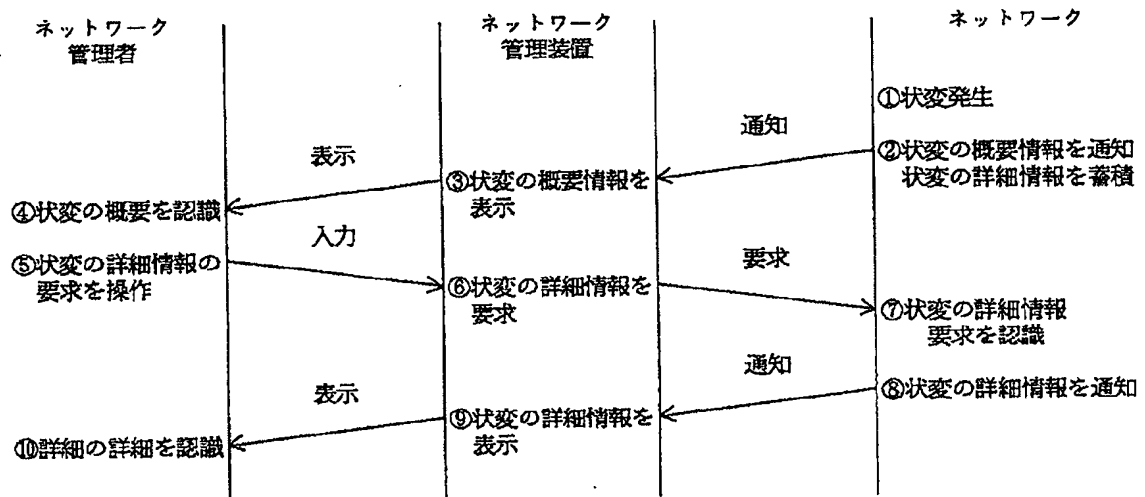 ネットワーク
管理者
ネットワーク
管理装置
ネットワーク
①状変発生
通知
②状変の概要情報を通知
状変の詳細情報を蓄積
表示
③状変の概要情報を
表示
④状変の概要を認識
入力
⑤状変の詳細情報の
要求を操作
要求
⑥状変の詳細情報を
要求
⑦状変の詳細情報
要求を認識
通知
⑧状変の詳細情報を通知
表示
⑨状変の詳細情報を
表示
⑩詳細の詳細を認識